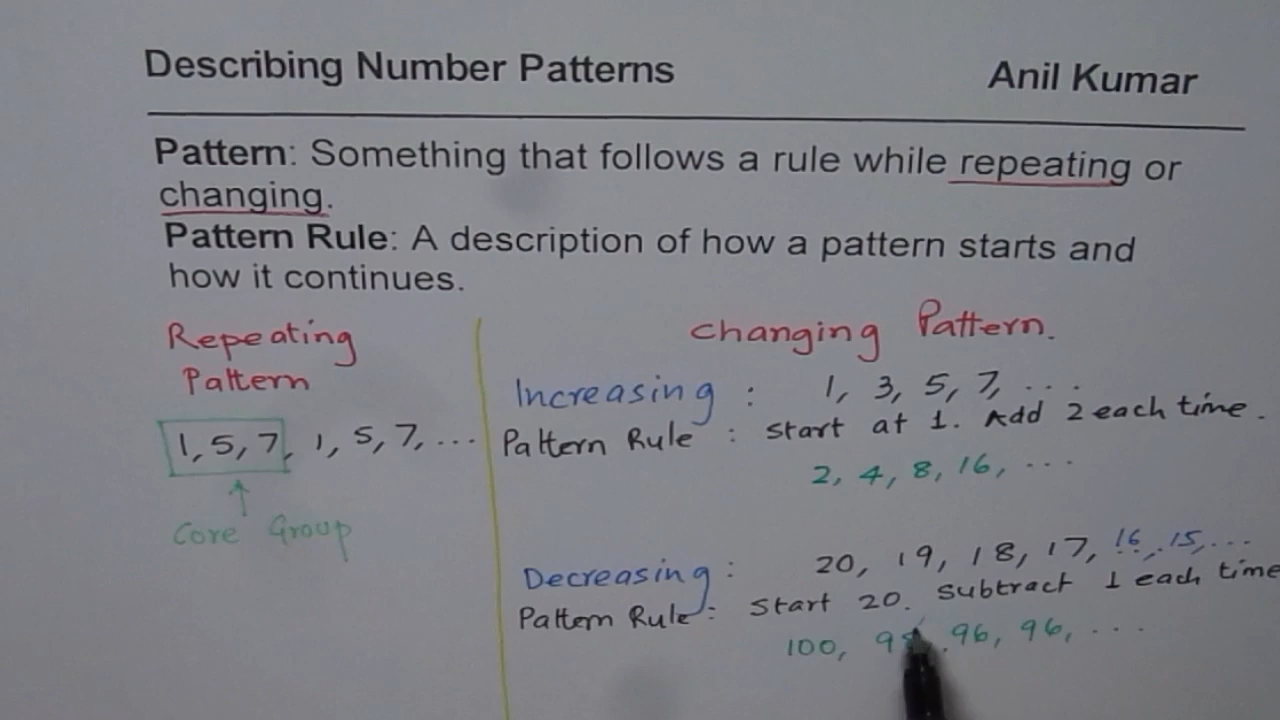 Describing Number Patterns Anil Kumar
Pattern: Something that follows a rule while repeating or
changing.
Pattern Rule: A description of how a pattern starts and
how it continues.
Repeating
Pattern
1, 5, 7, 1, 5, 7, ...
Core Group
Changing Pattern.
Increasing : 1, 3, 5, 7, ...
Pattern Rule : Start at 1. Add 2 each time.
2, 4, 8, 16, ...
Decreasing : 20, 19, 18, 17, 16, 15, ...
Pattern Rule : Start 20. Subtract 1 each time
100, 96, 96, ...